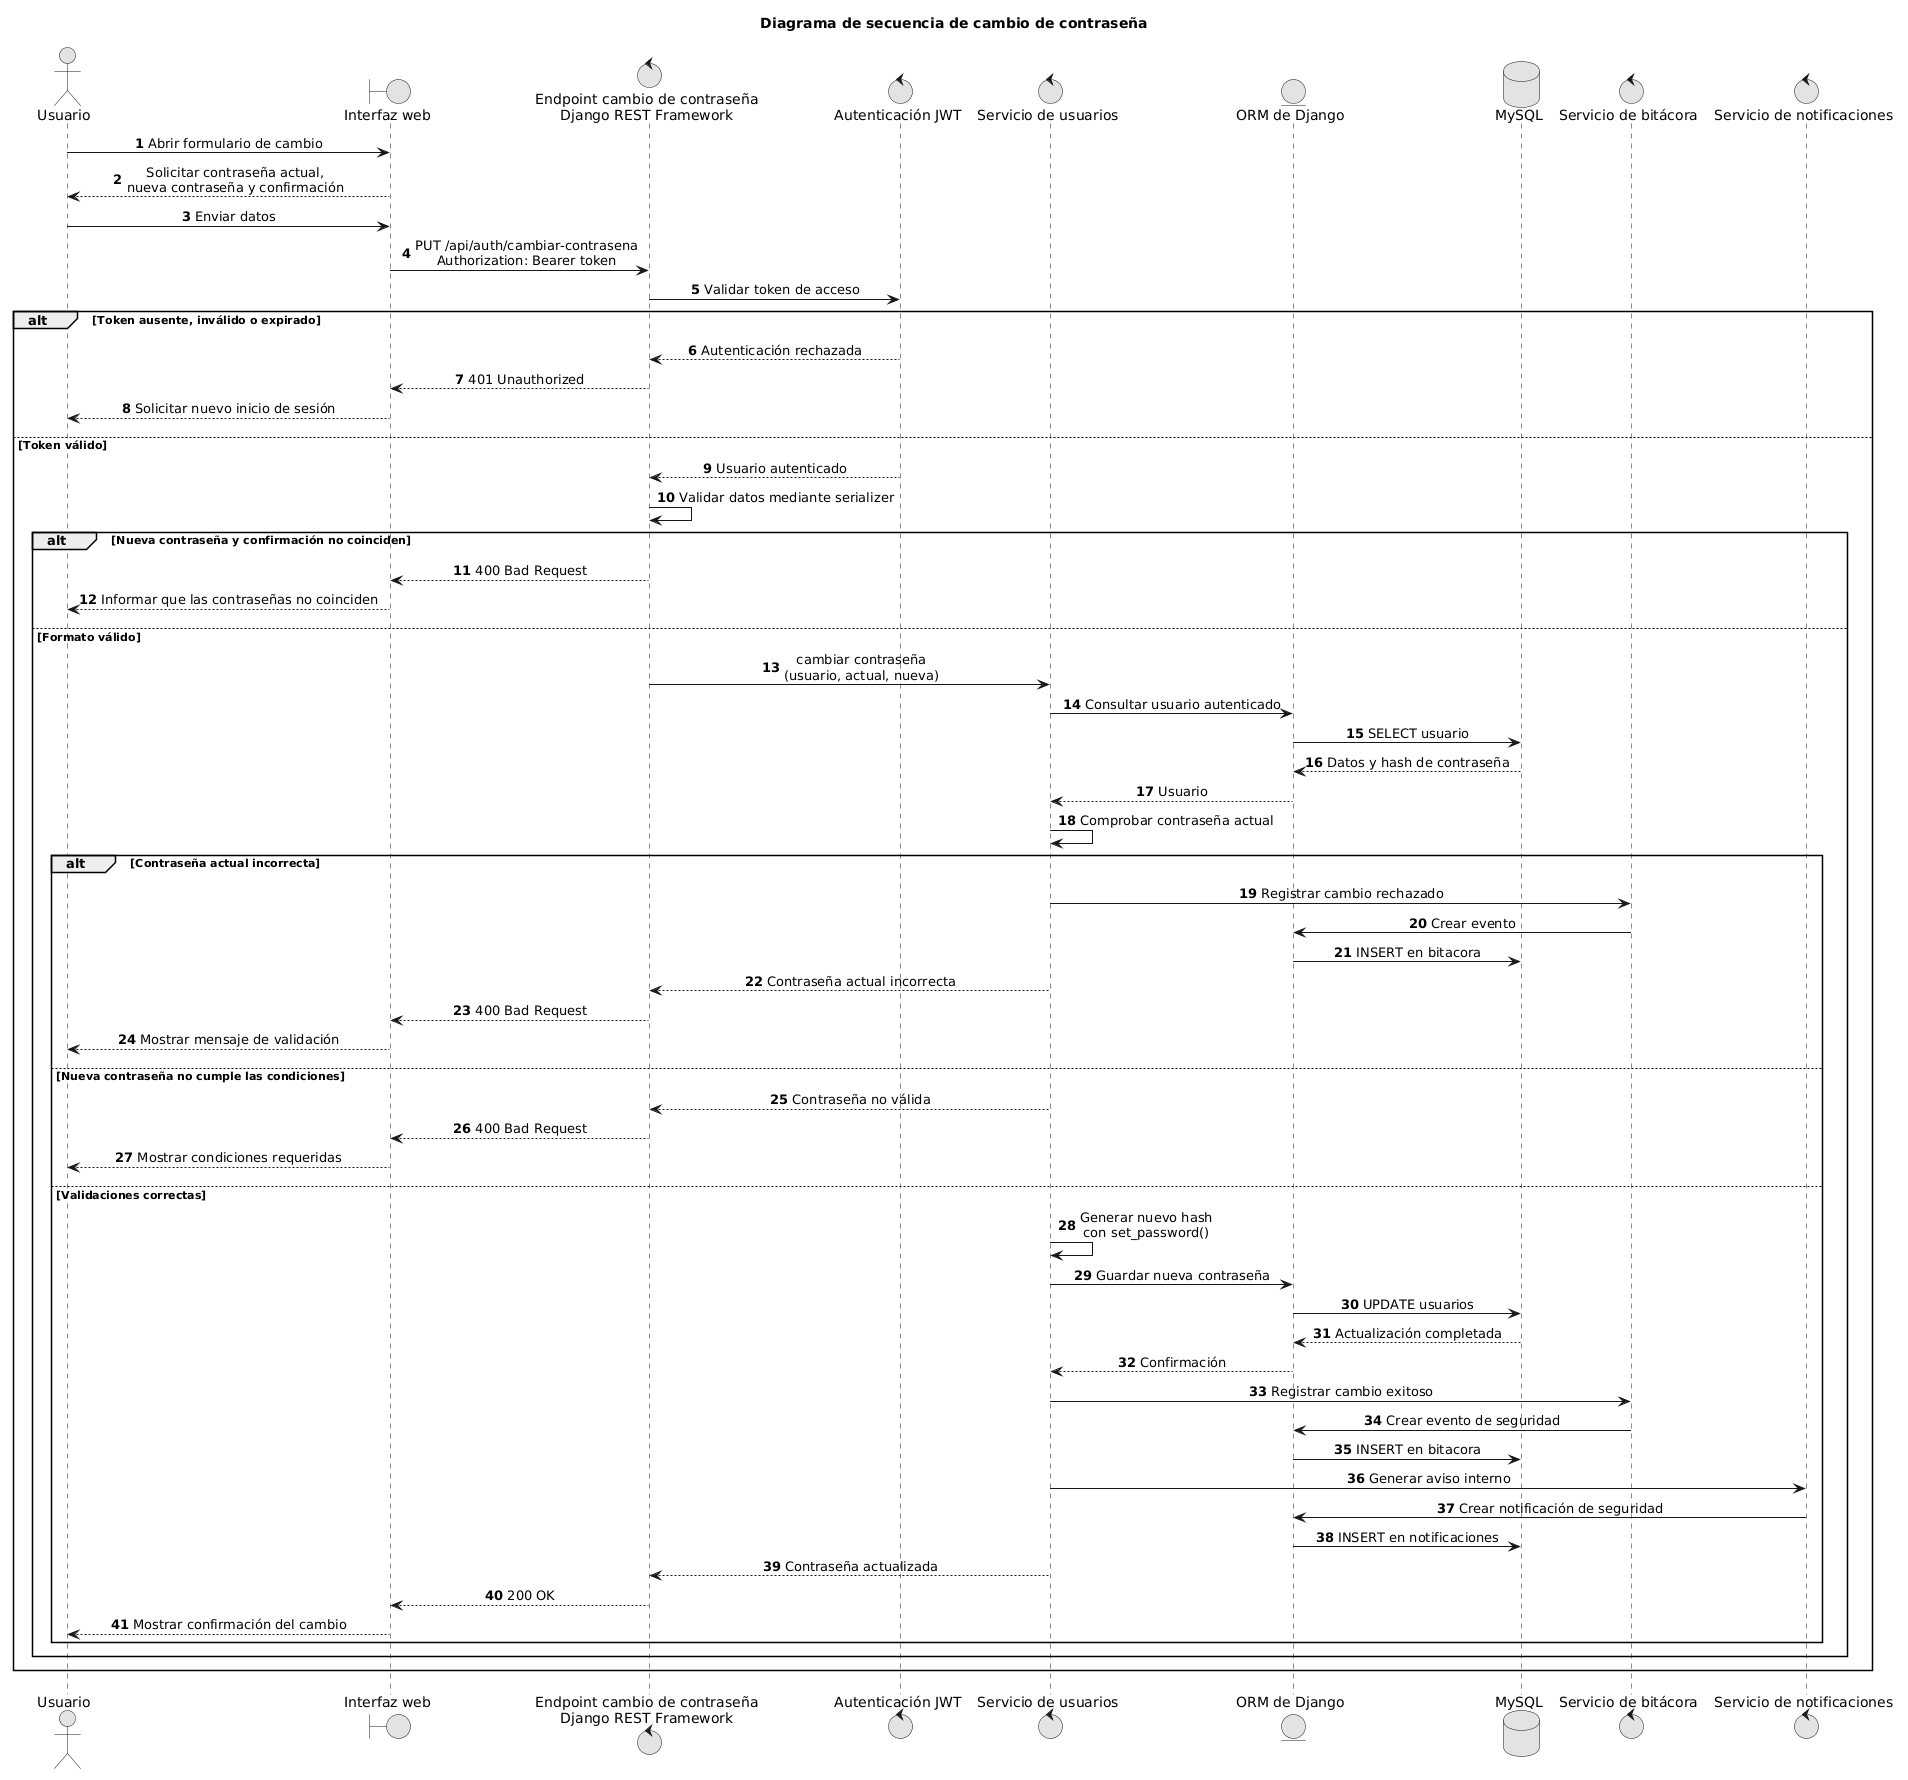 Diagrama de secuencia de cambio de contraseña
Usuario
Interfaz web
Endpoint cambio de contraseña
Django REST Framework
Autenticación JWT
Servicio de usuarios
ORM de Django
MySQL
Servicio de bitácora
Servicio de notificaciones
1 Abrir formulario de cambio
2 Solicitar contraseña actual,
nueva contraseña y confirmación
3 Enviar datos
4 PUT /api/auth/cambiar-contrasena
Authorization: Bearer token
5 Validar token de acceso
alt [Token ausente, inválido o expirado]
6 Autenticación rechazada
7 401 Unauthorized
8 Solicitar nuevo inicio de sesión
[Token válido]
9 Usuario autenticado
10 Validar datos mediante serializer
alt [Nueva contraseña y confirmación no coinciden]
11 400 Bad Request
12 Informar que las contraseñas no coinciden
[Formato válido]
13 cambiar contraseña
(usuario, actual, nueva)
14 Consultar usuario autenticado
15 SELECT usuario
16 Datos y hash de contraseña
17 Usuario
18 Comprobar contraseña actual
alt [Contraseña actual incorrecta]
19 Registrar cambio rechazado
20 Crear evento
21 INSERT en bitacora
22 Contraseña actual incorrecta
23 400 Bad Request
24 Mostrar mensaje de validación
[Nueva contraseña no cumple las condiciones]
25 Contraseña no válida
26 400 Bad Request
27 Mostrar condiciones requeridas
[Validaciones correctas]
28 Generar nuevo hash
con set_password()
29 Guardar nueva contraseña
30 UPDATE usuarios
31 Actualización completada
32 Confirmación
33 Registrar cambio exitoso
34 Crear evento de seguridad
35 INSERT en bitacora
36 Generar aviso interno
37 Crear notificación de seguridad
38 INSERT en notificaciones
39 Contraseña actualizada
40 200 OK
41 Mostrar confirmación del cambio
Usuario
Interfaz web
Endpoint cambio de contraseña
Django REST Framework
Autenticación JWT
Servicio de usuarios
ORM de Django
MySQL
Servicio de bitácora
Servicio de notificaciones